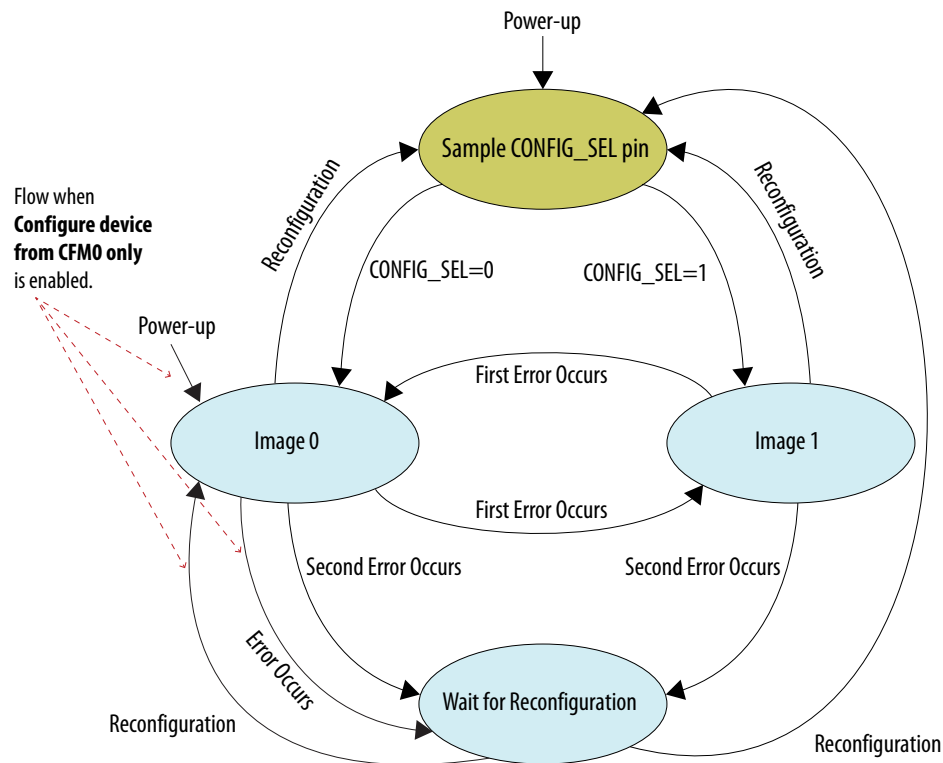 Power-up
Sample CONFIG_SEL pin
Reconfiguration
Reconfiguration
Flow when
Configure device
from CFM0 only
is enabled.
CONFIG_SEL=0
CONFIG_SEL=1
Power-up
First Error Occurs
Image 0
Image 1
First Error Occurs
Second Error Occurs
Second Error Occurs
Error Occurs
Wait for Reconfiguration
Reconfiguration
Reconfiguration